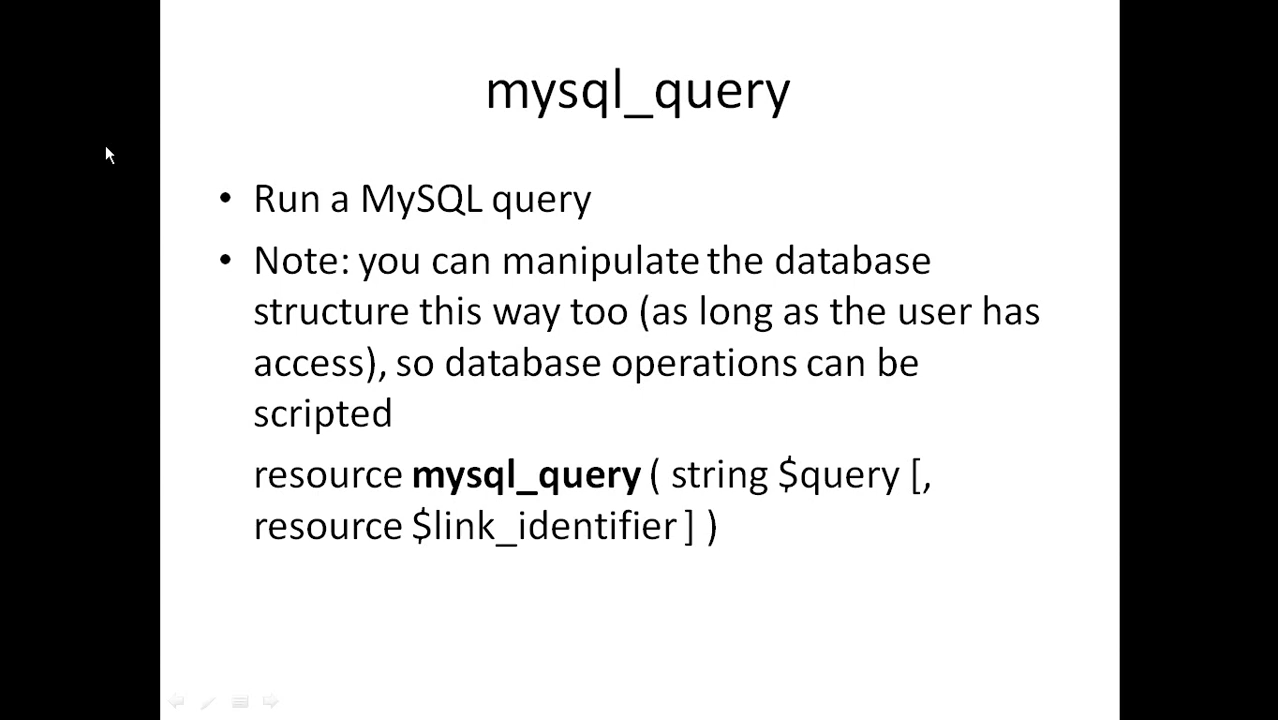 mysql_query
• Run a MySQL query
• Note: you can manipulate the database
structure this way too (as long as the user has
access), so database operations can be
scripted
resource mysql_query ( string $query [,
resource $link_identifier ] )